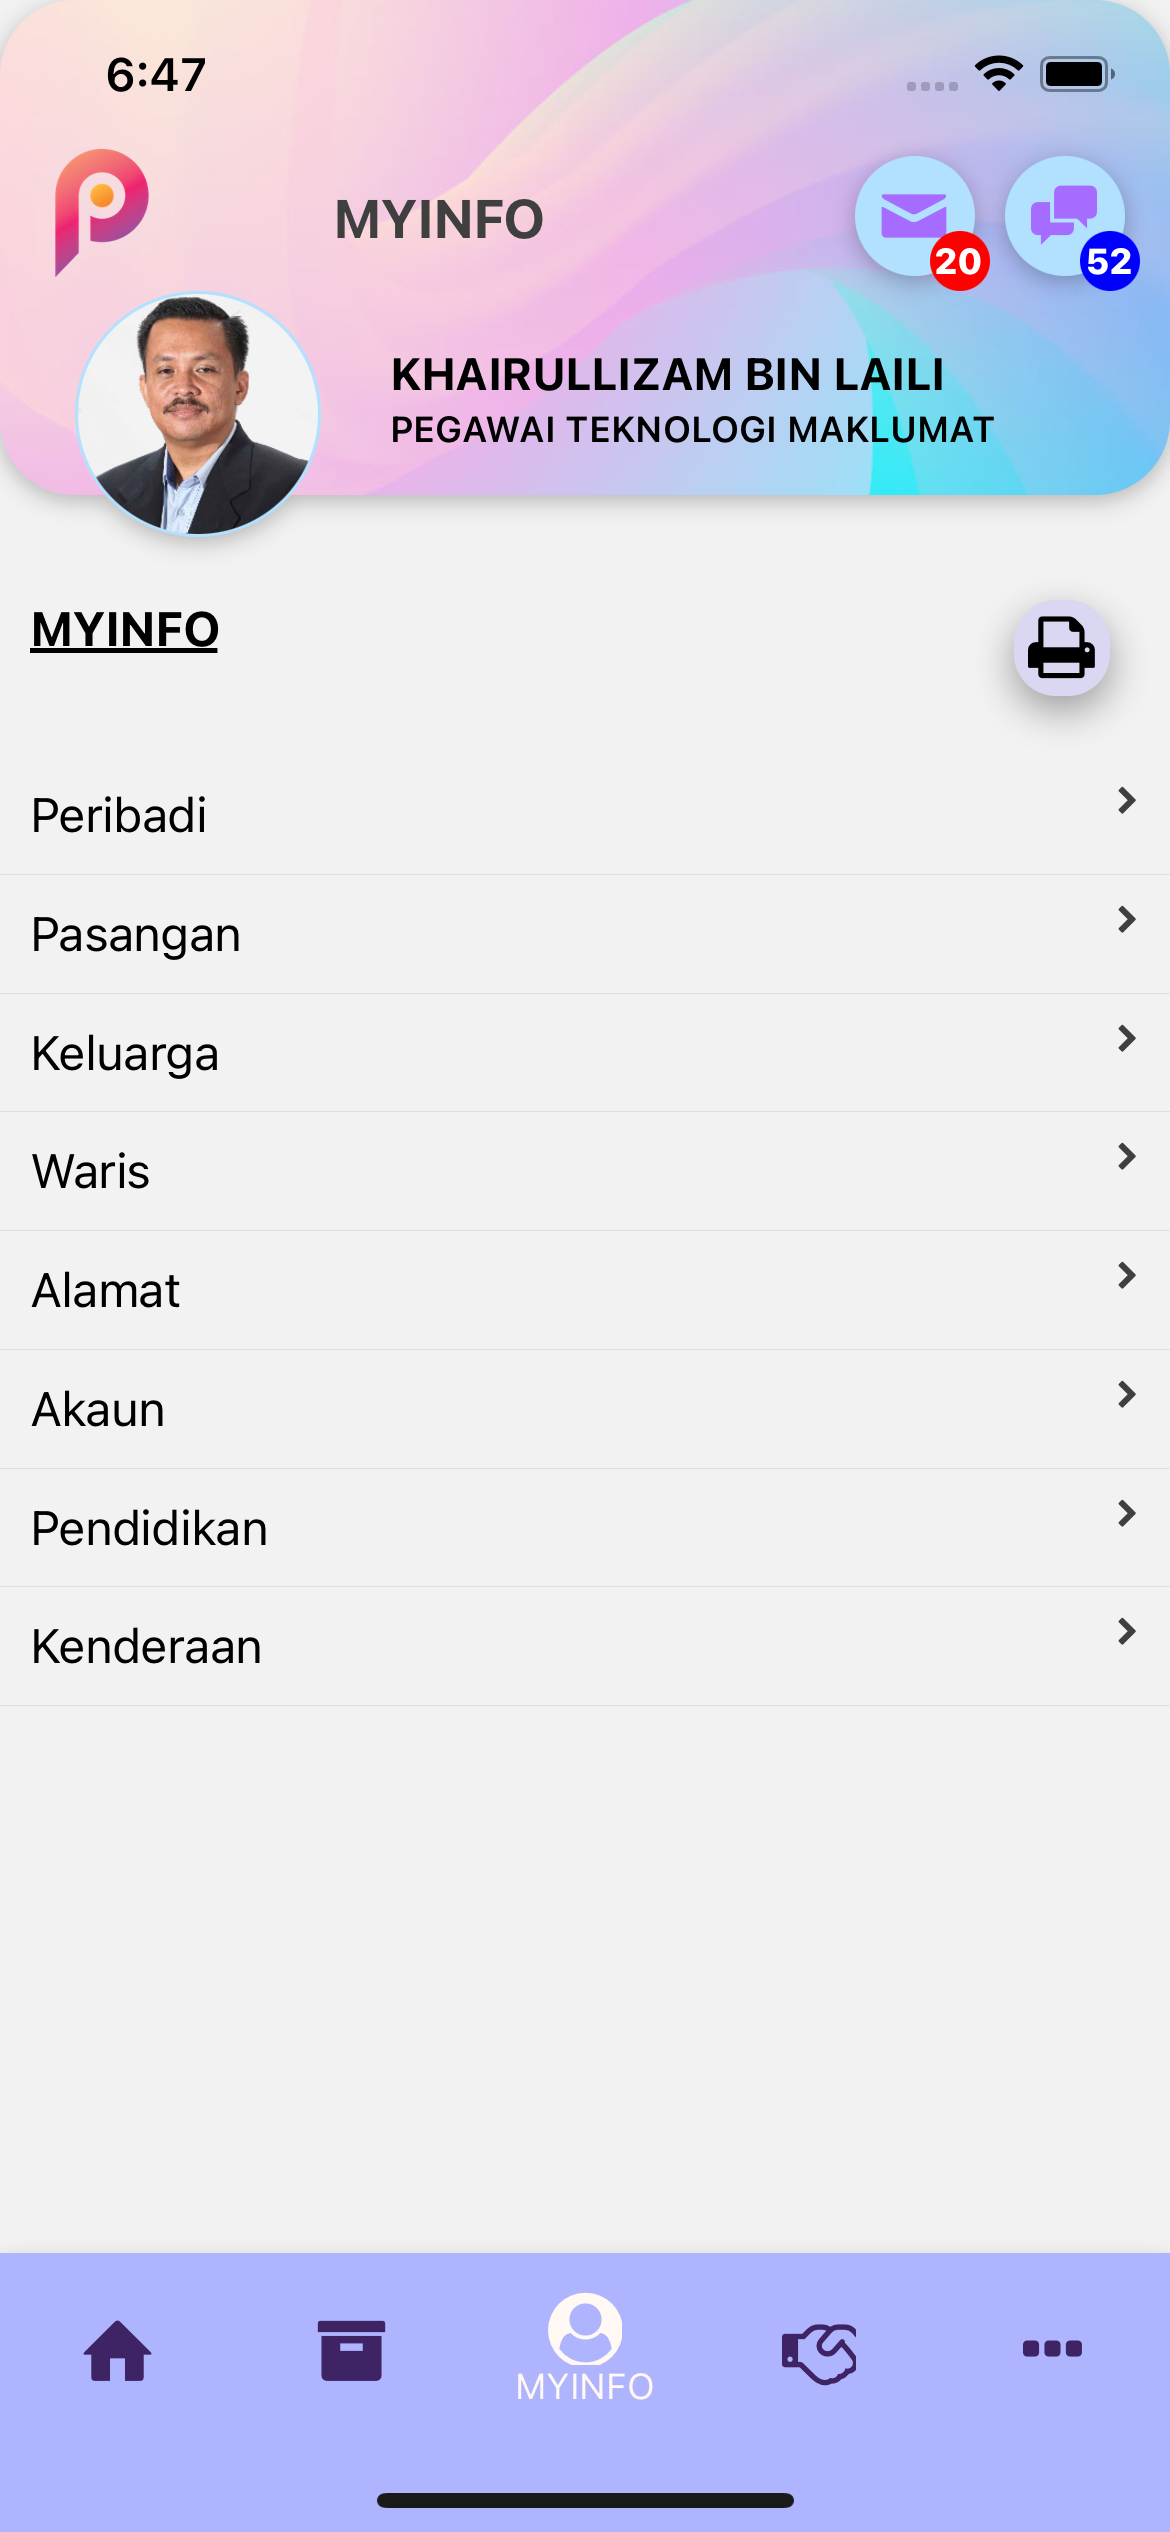 6:47
MYINFO
20
52
KHAIRULLIZAM BIN LAILI
PEGAWAI TEKNOLOGI MAKLUMAT
MYINFO
Peribadi
Pasangan
Keluarga
Waris
Alamat
Akaun
Pendidikan
Kenderaan
MYINFO